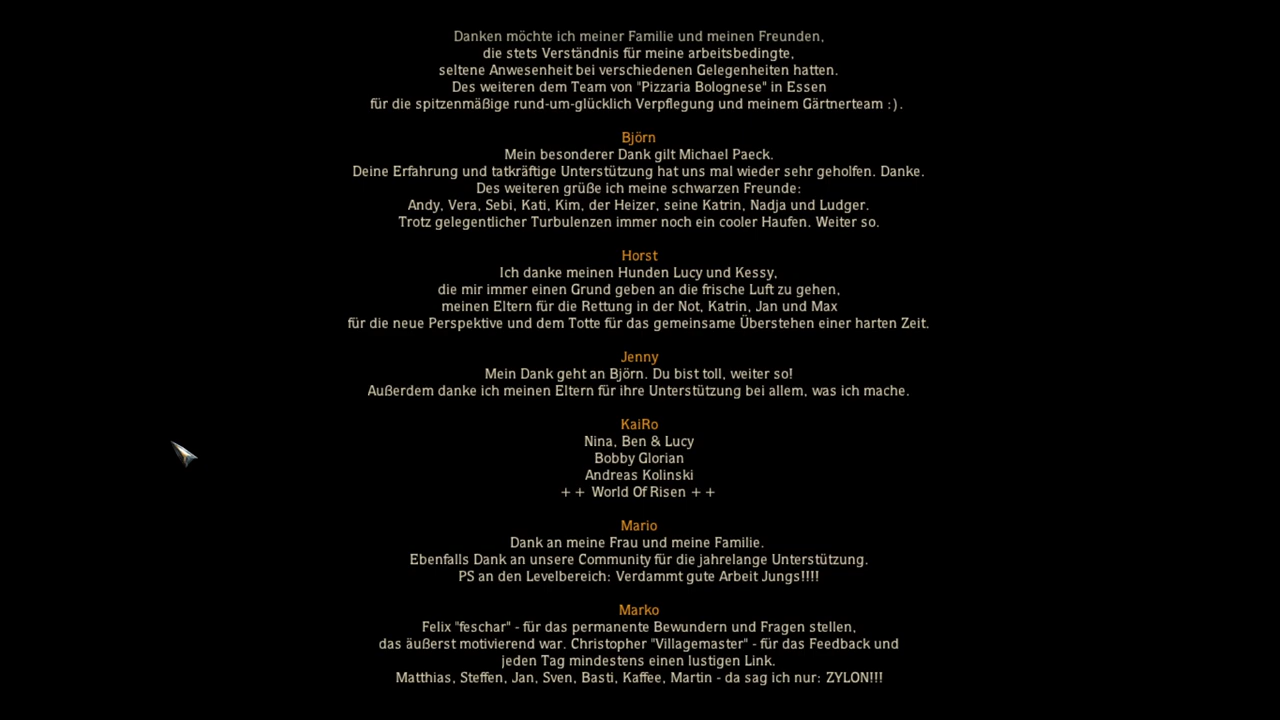 Danken möchte ich meiner Familie und meinen Freunden,
die stets Verständnis für meine arbeitsbedingte,
seltene Anwesenheit bei verschiedenen Gelegenheiten hatten.
Des weiteren dem Team von "Pizzaria Bolognese" in Essen
für die spitzenmäßige rund-um-glücklich Verpflegung und meinem Gärtnerteam :).
Björn
Mein besonderer Dank gilt Michael Paeck.
Deine Erfahrung und tatkräftige Unterstützung hat uns mal wieder sehr geholfen. Danke.
Des weiteren grüße ich meine schwarzen Freunde:
Andy, Vera, Sebi, Kati, Kim, der Heizer, seine Katrin, Nadja und Ludger.
Trotz gelegentlicher Turbulenzen immer noch ein cooler Haufen. Weiter so.
Horst
Ich danke meinen Hunden Lucy und Kessy,
die mir immer einen Grund geben an die frische Luft zu gehen,
meinen Eltern für die Rettung in der Not, Katrin, Jan und Max
für die neue Perspektive und dem Totte für das gemeinsame Überstehen einer harten Zeit.
Jenny
Mein Dank geht an Björn. Du bist toll, weiter so!
Außerdem danke ich meinen Eltern für ihre Unterstützung bei allem, was ich mache.
KaiRo
Nina, Ben & Lucy
Bobby Glorian
Andreas Kolinski
++ World Of Risen ++
Mario
Dank an meine Frau und meine Familie.
Ebenfalls Dank an unsere Community für die jahrelange Unterstützung.
PS an den Levelbereich: Verdammt gute Arbeit Jungs!!!!
Marko
Felix "feschar" - für das permanente Bewundern und Fragen stellen,
das äußerst motivierend war. Christopher "Villagemaster" - für das Feedback und
jeden Tag mindestens einen lustigen Link.
Matthias, Steffen, Jan, Sven, Basti, Kaffee, Martin - da sag ich nur: ZYLON!!!